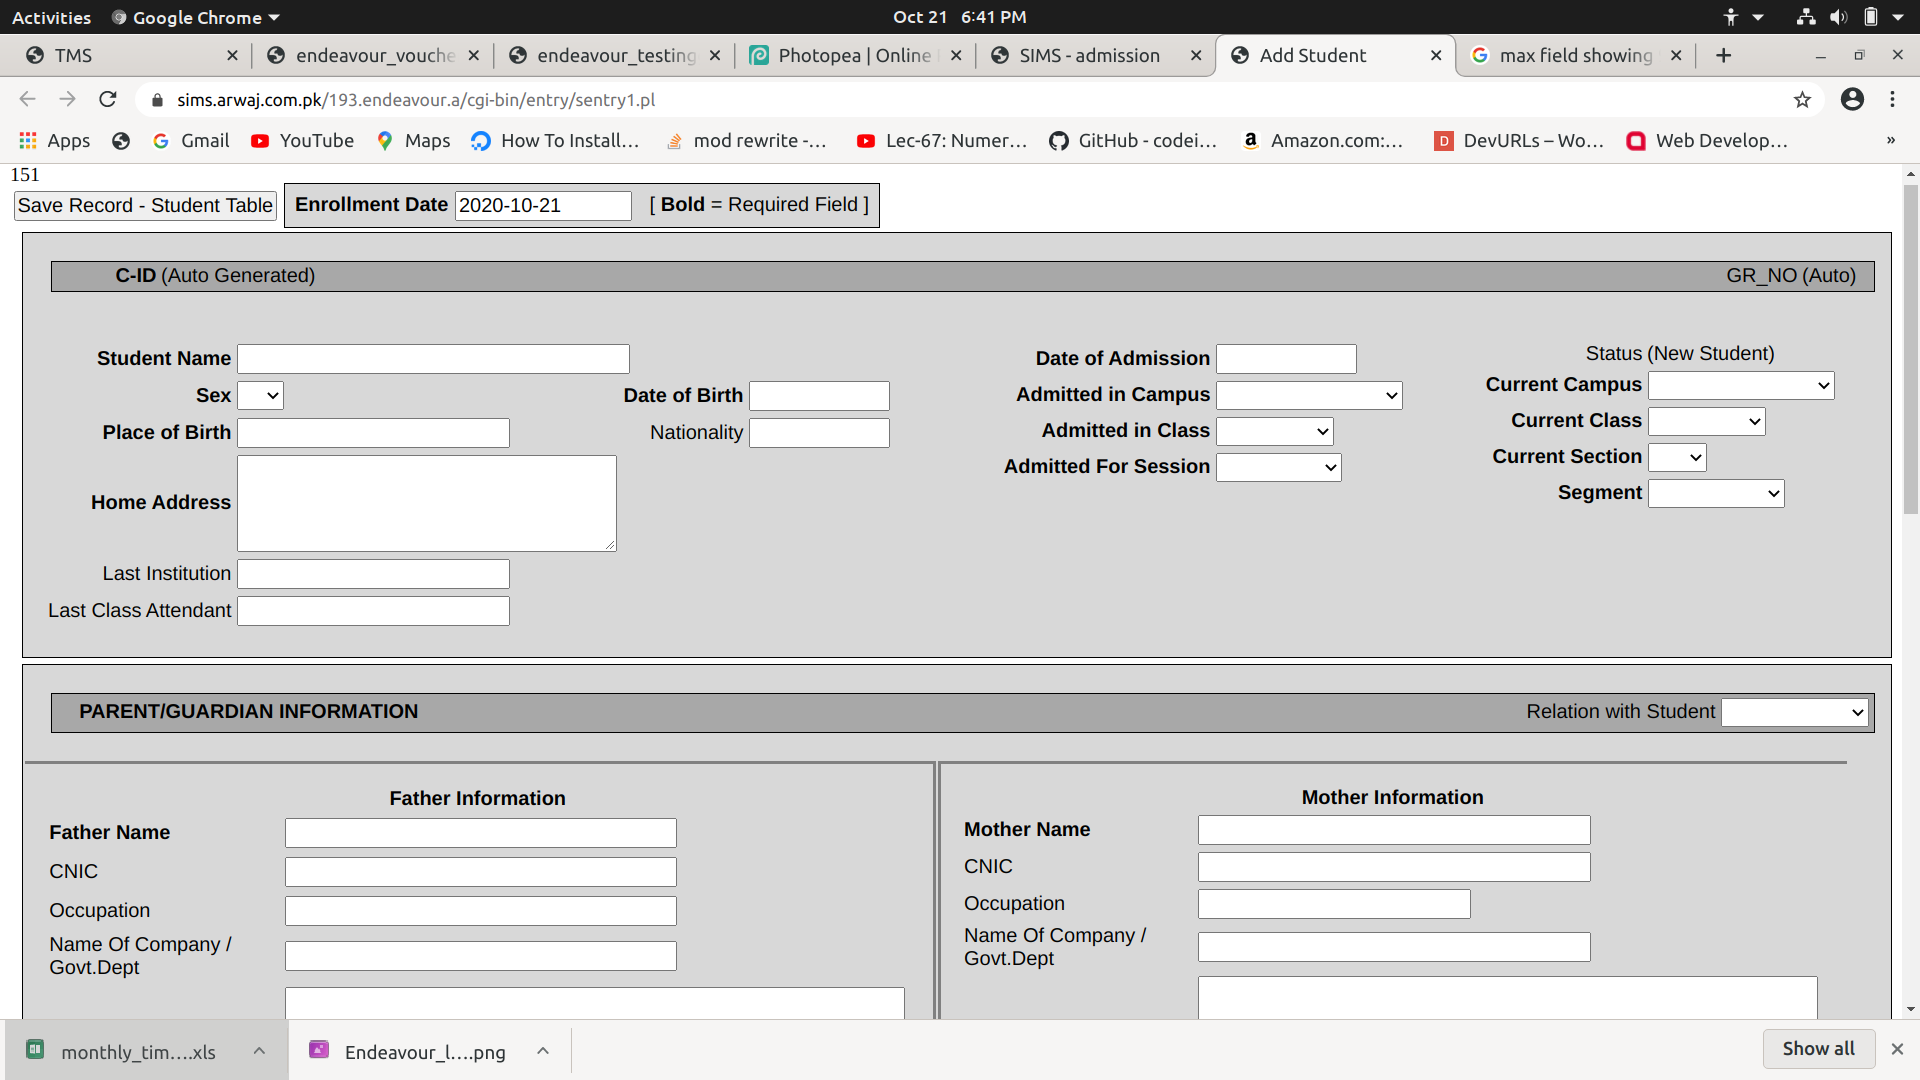 Activities Google Chrome Oct 21 6:41 PM
TMS endeavour_vouche endeavour_testing Photopea | Online SIMS - admission Add Student max field showing
sims.arwaj.com.pk/193.endeavour.a/cgi-bin/entry/sentry1.pl
Apps Gmail YouTube Maps How To Install... mod rewrite -... Lec-67: Numer... GitHub - codei... Amazon.com:... DevURLs – Wo... Web Develop... »
151
Save Record - Student Table Enrollment Date 2020-10-21 [ Bold = Required Field ]
C-ID (Auto Generated) GR_NO (Auto)
Student Name Date of Admission Status (New Student)
Sex Date of Birth Admitted in Campus Current Campus
Place of Birth Nationality Admitted in Class Current Class
Admitted For Session Current Section
Home Address Segment
Last Institution
Last Class Attendant
PARENT/GUARDIAN INFORMATION Relation with Student
Father Information Mother Information
Father Name Mother Name
CNIC CNIC
Occupation Occupation
Name Of Company / Name Of Company /
Govt.Dept Govt.Dept
monthly_tim....xls Endeavour_l....png Show all